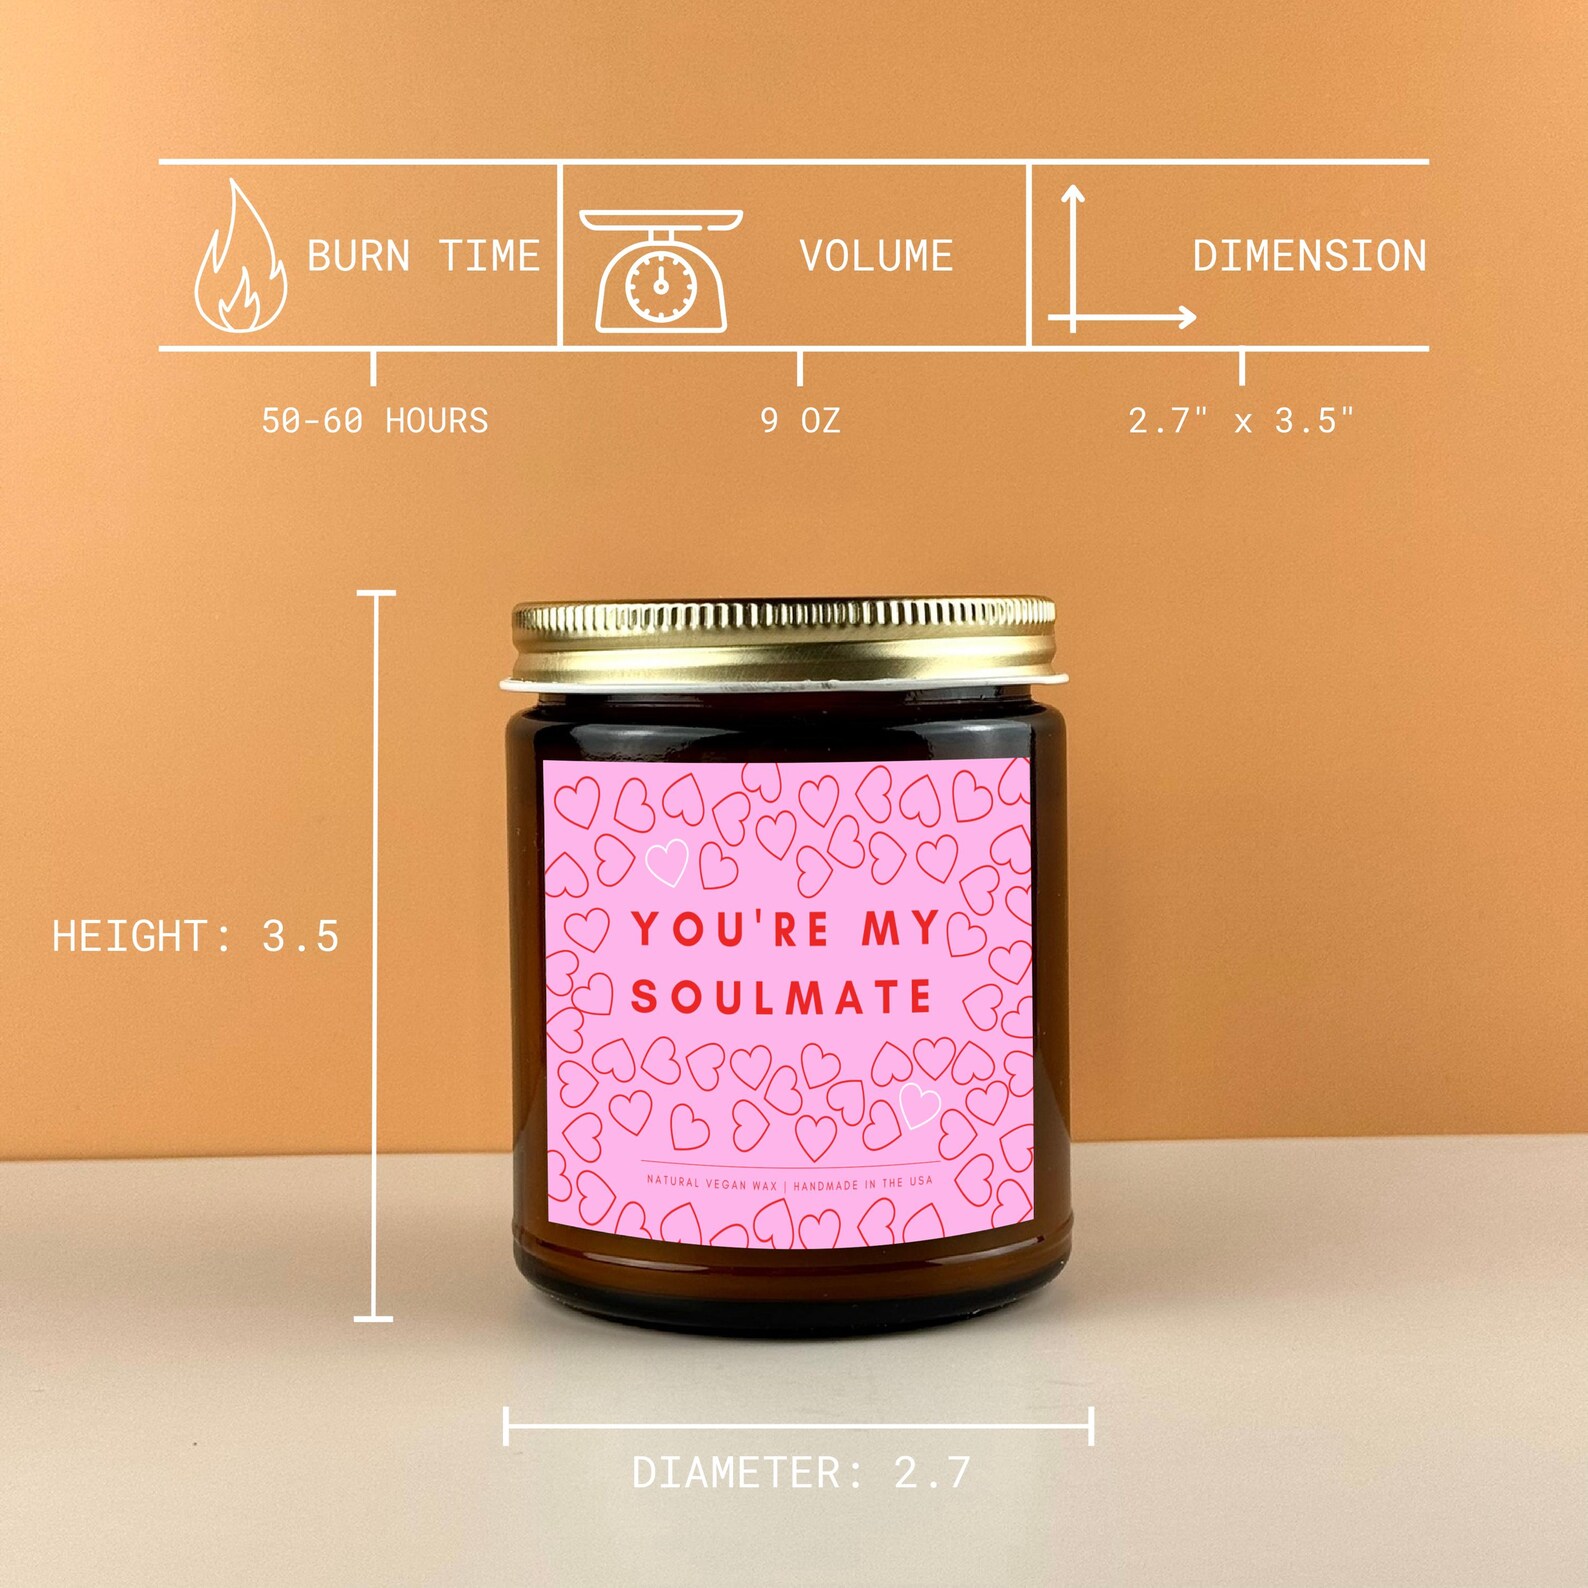 BURN TIME
VOLUME
DIMENSION
50-60 HOURS
9 OZ
2.7" x 3.5"
HEIGHT: 3.5
YOU'RE MY
SOULMATE
NATURAL VEGAN WAX | HANDMADE IN THE USA
DIAMETER: 2.7